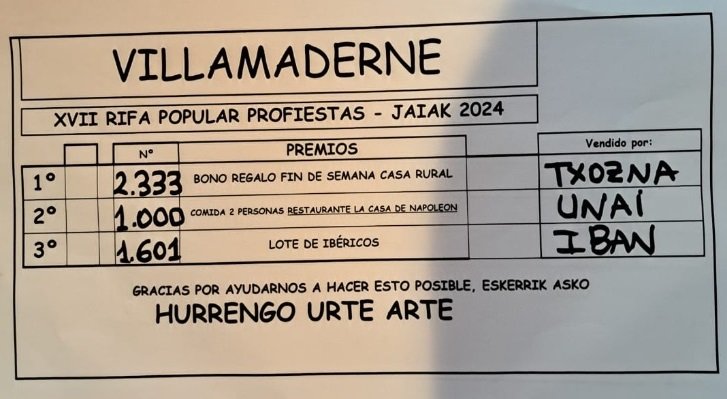 VILLAMADERNE
XVII RIFA POPULAR PROFIESTAS - JAIAK 2024
Nº PREMIOS Vendido por:
1º 2.333 BONO REGALO FIN DE SEMANA CASA RURAL TXOZNA
2º 1.000 COMIDA 2 PERSONAS RESTAURANTE LA CASA DE NAPOLEON UNAI
3º 1.601 LOTE DE IBÉRICOS IBAN
GRACIAS POR AYUDARNOS A HACER ESTO POSIBLE, ESKERRIK ASKO
HURRENGO URTE ARTE